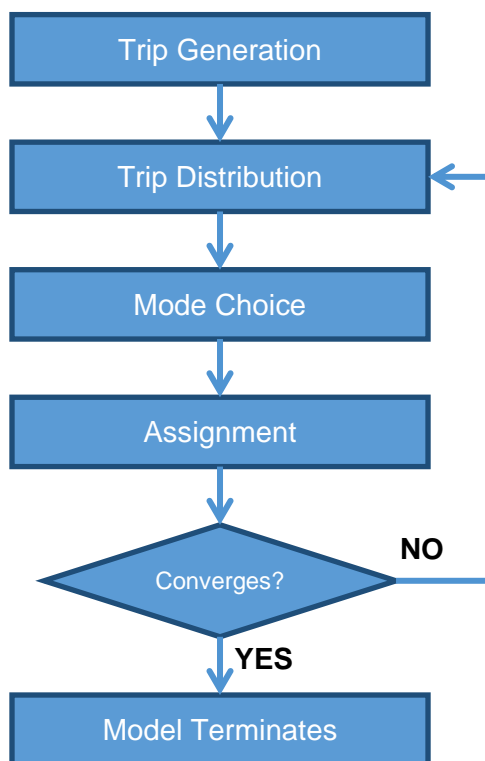 Trip Generation
Trip Distribution
Mode Choice
Assignment
Converges?
NO
YES
Model Terminates